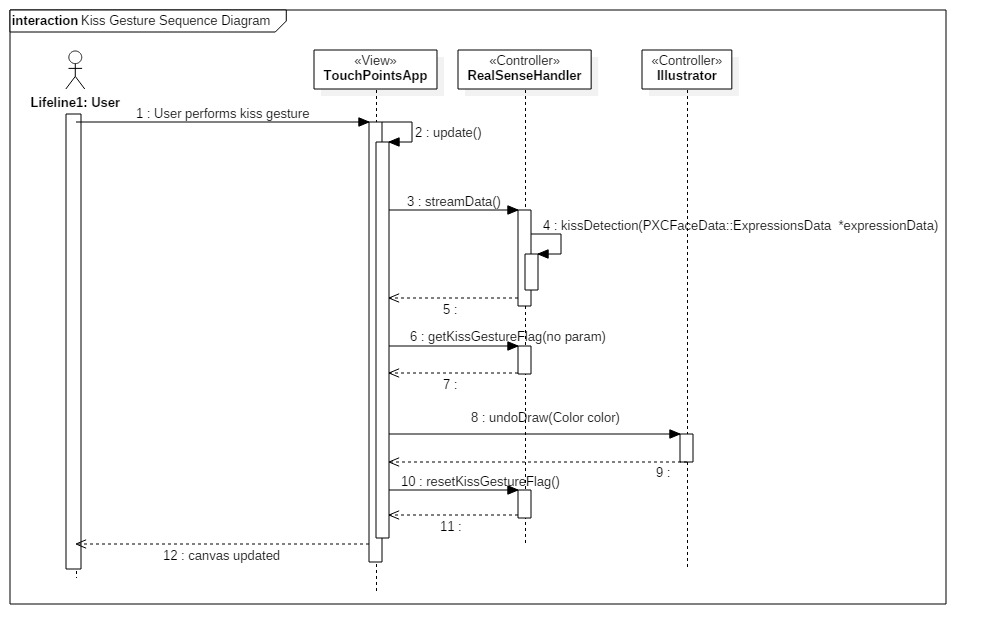 interaction Kiss Gesture Sequence Diagram
«View»
TouchPointsApp
«Controller»
RealSenseHandler
«Controller»
Illustrator
Lifeline1: User
1 : User performs kiss gesture
2 : update()
3 : streamData()
4 : kissDetection(PXCFaceData::ExpressionsData *expressionData)
5 :
6 : getKissGestureFlag(no param)
7 :
8 : undoDraw(Color color)
9 :
10 : resetKissGestureFlag()
11 :
12 : canvas updated